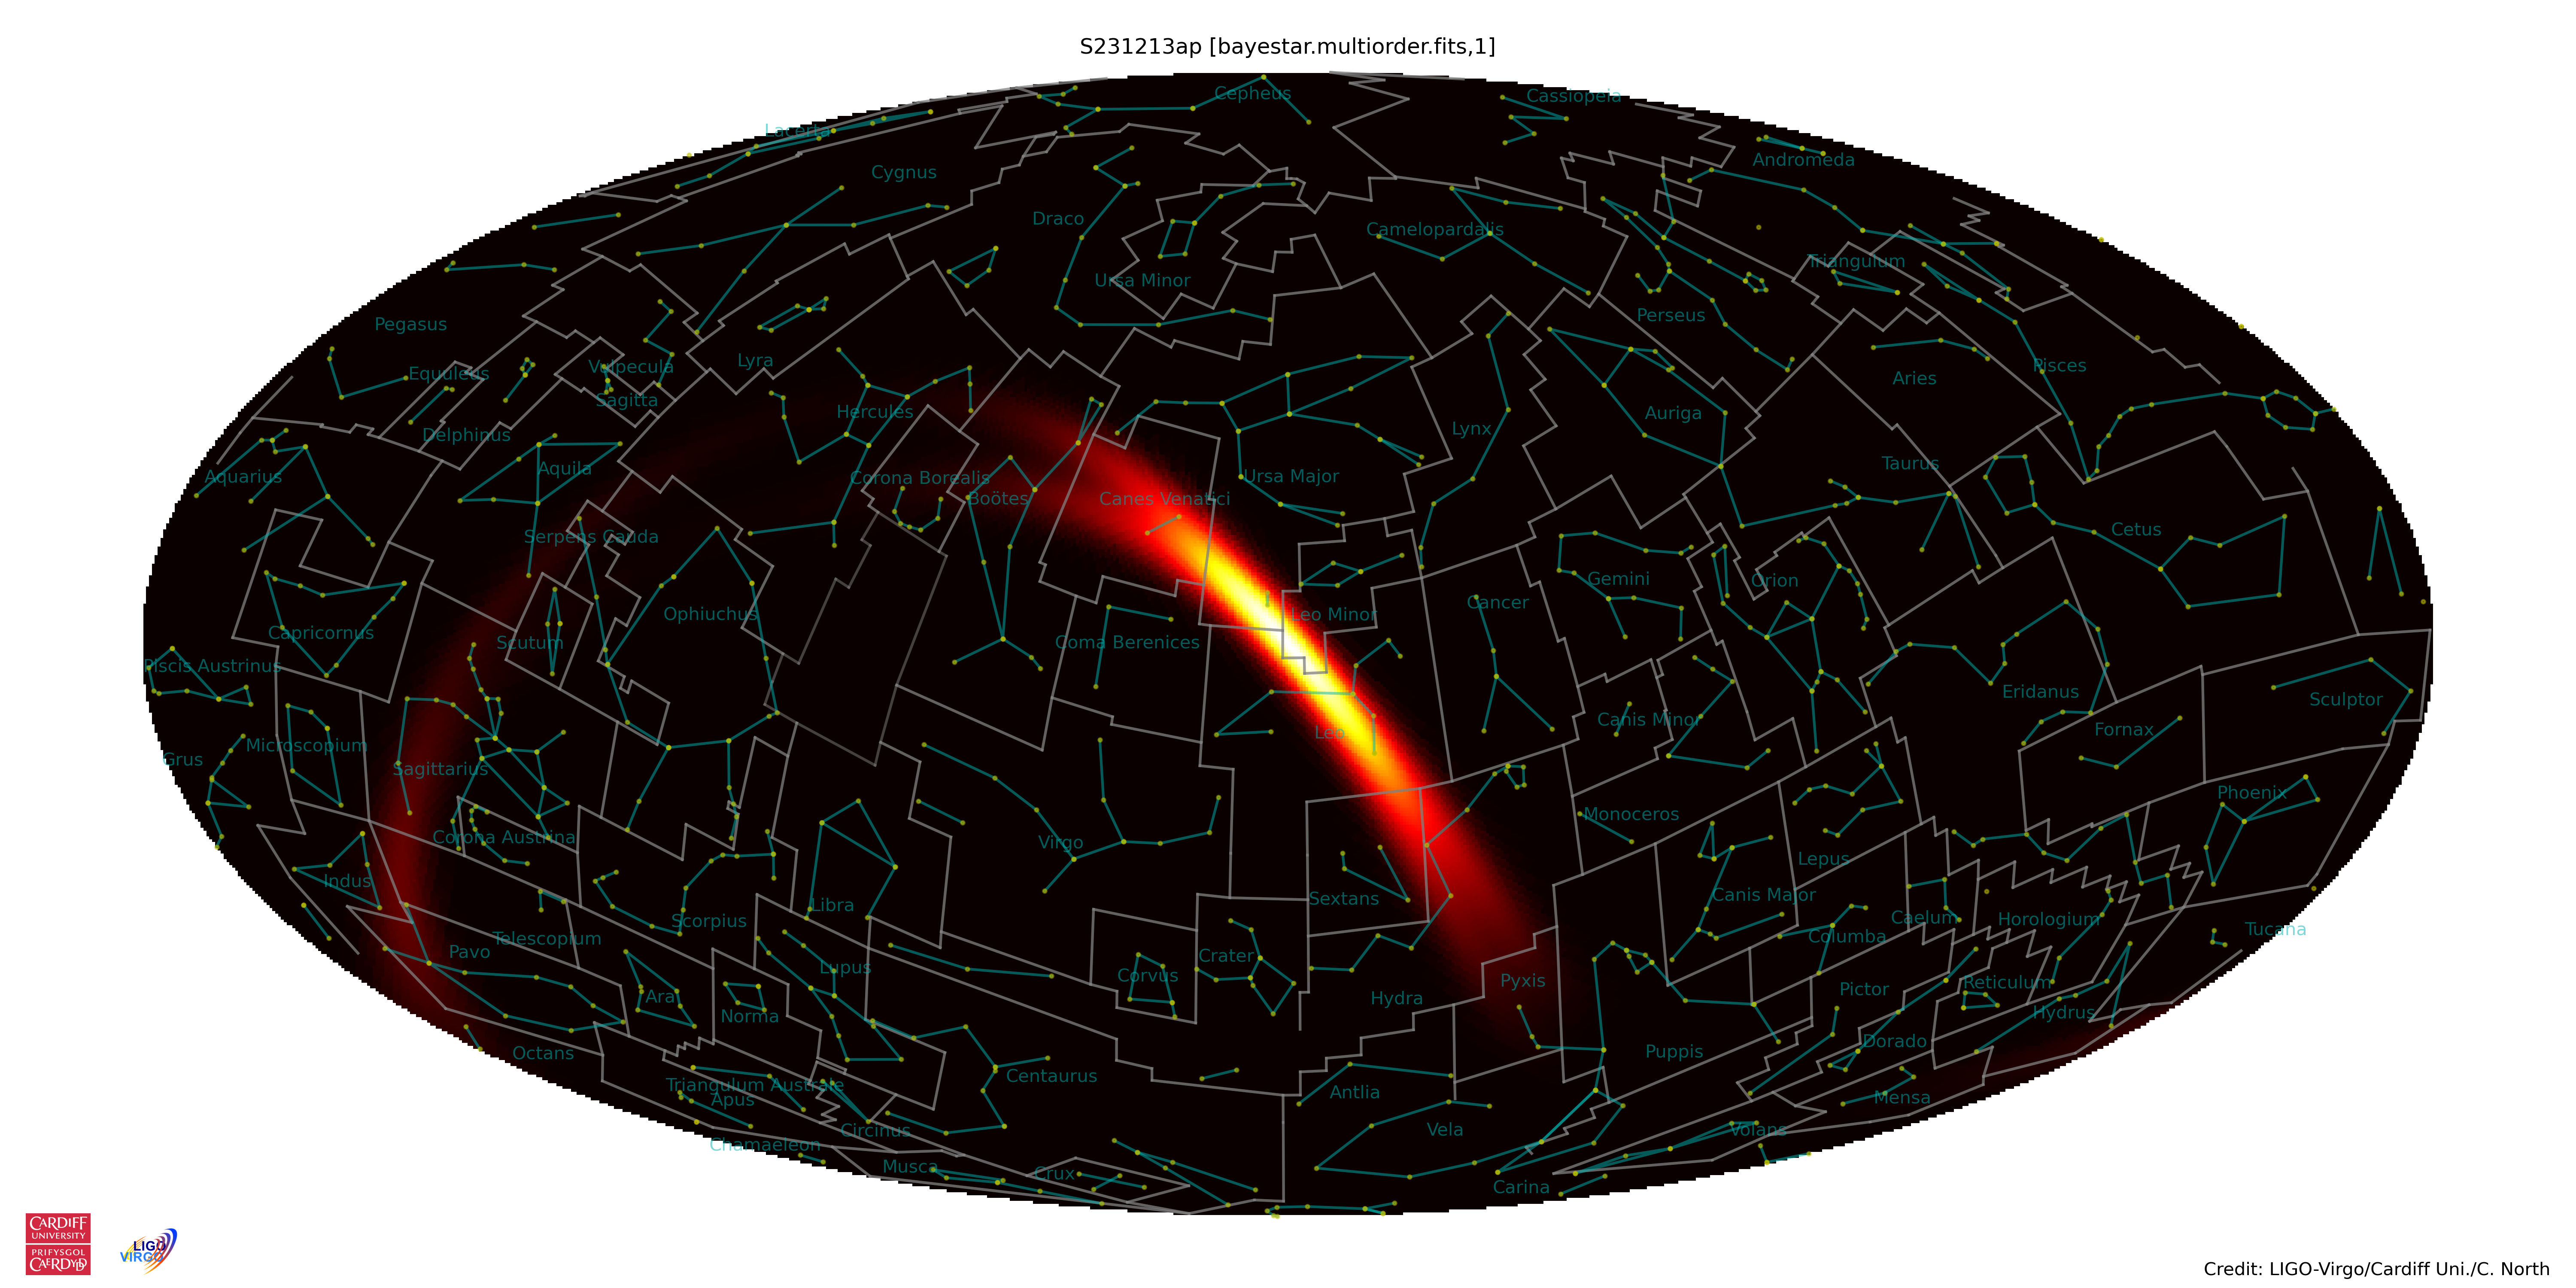 S231213ap [bayestar.multiorder.fits,1]
Cepheus
Cassiopeia
Lacerta
Andromeda
Cygnus
Draco
Camelopardalis
Triangulum
Ursa Minor
Perseus
Pegasus
Lyra
Vulpecula
Pisces
Equuleus
Aries
Sagitta
Hercules
Auriga
Lynx
Delphinus
Aquila
Taurus
Aquarius
Corona Borealis
Ursa Major
Boötes
Canes Venatici
Cetus
Serpens Cauda
Gemini
Orion
Cancer
Ophiuchus
Leo Minor
Capricornus
Scutum
Coma Berenices
Piscis Austrinus
Eridanus
Sculptor
Canis Minor
Leo
Fornax
Microscopium
Grus
Sagittarius
Phoenix
Monoceros
Corona Austrina
Virgo
Lepus
Indus
Canis Major
Sextans
Libra
Scorpius
Caelum
Horologium
Tucana
Telescopium
Columba
Pavo
Crater
Lupus
Corvus
Pyxis
Reticulum
Pictor
Ara
Hydra
Norma
Hydrus
Dorado
Octans
Puppis
Centaurus
Triangulum Australe
Antlia
Mensa
Apus
Circinus
Vela
Volans
Chamaeleon
Musca
Crux
Carina
CARDIFF
UNIVERSITY
PRIFYSGOL
CAERDYDD
LIGO
VIRGO
Credit: LIGO-Virgo/Cardiff Uni./C. North